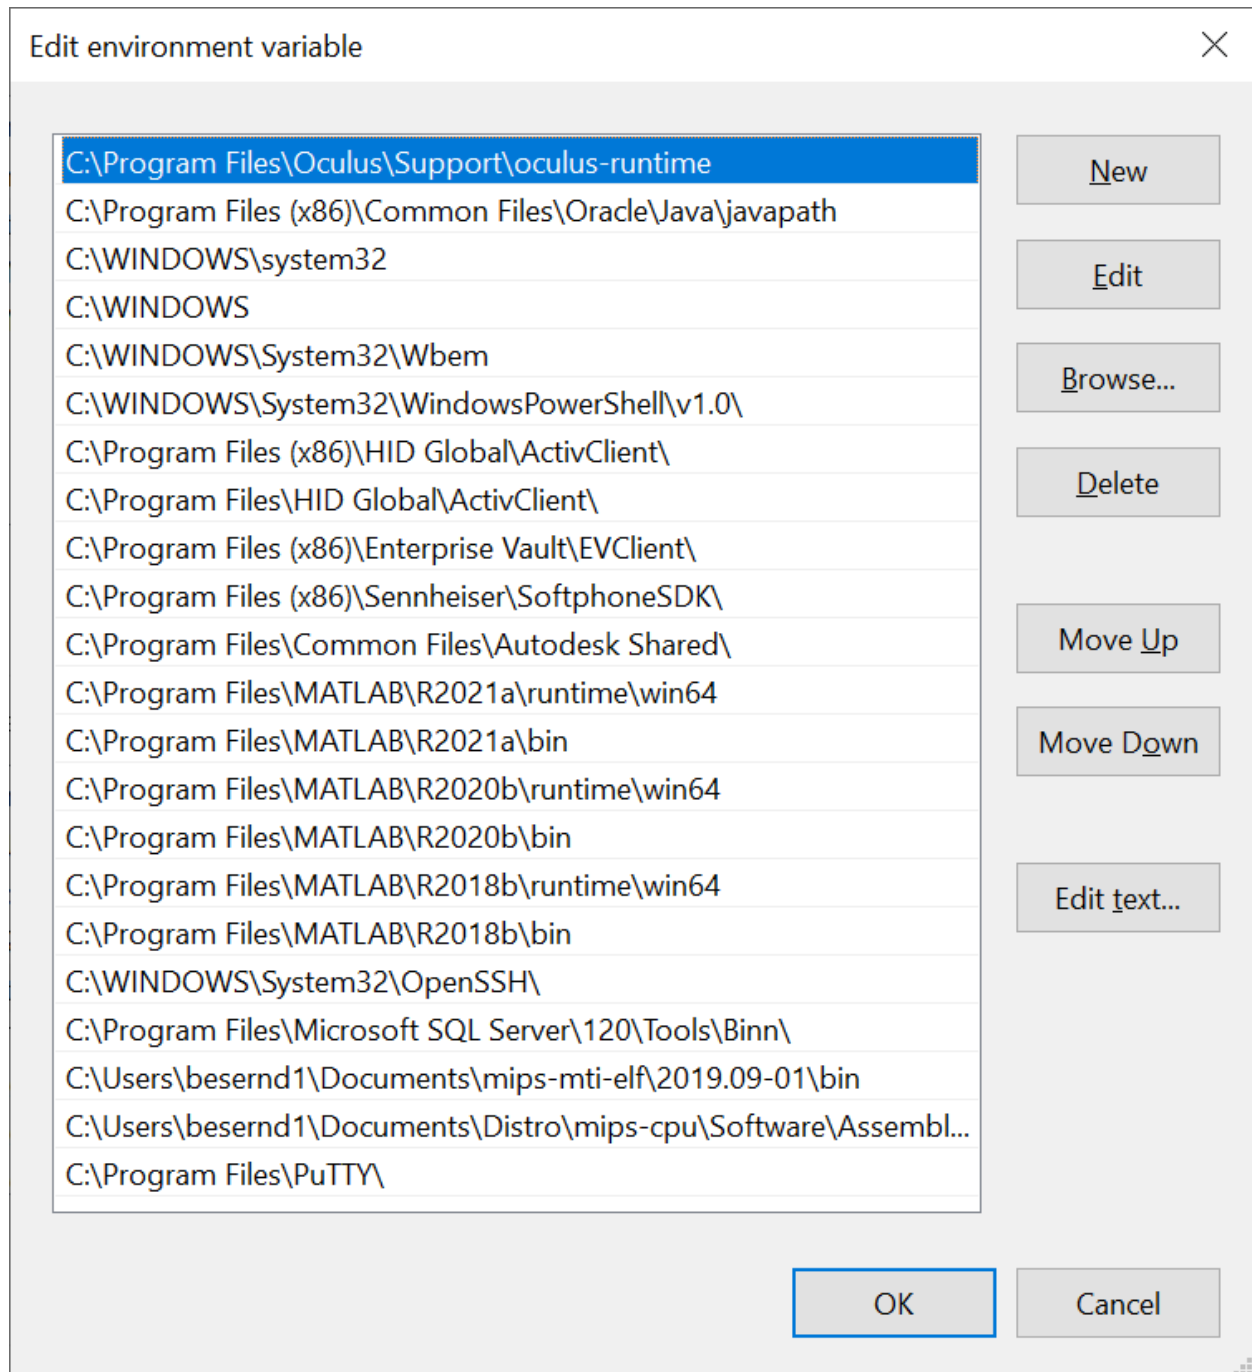 Edit environment variable
C:\Program Files\Oculus\Support\oculus-runtime
C:\Program Files (x86)\Common Files\Oracle\Java\javapath
C:\WINDOWS\system32
C:\WINDOWS
C:\WINDOWS\System32\Wbem
C:\WINDOWS\System32\WindowsPowerShell\v1.0\
C:\Program Files (x86)\HID Global\ActivClient\
C:\Program Files\HID Global\ActivClient\
C:\Program Files (x86)\Enterprise Vault\EVClient\
C:\Program Files (x86)\Sennheiser\SoftphoneSDK\
C:\Program Files\Common Files\Autodesk Shared\
C:\Program Files\MATLAB\R2021a\runtime\win64
C:\Program Files\MATLAB\R2021a\bin
C:\Program Files\MATLAB\R2020b\runtime\win64
C:\Program Files\MATLAB\R2020b\bin
C:\Program Files\MATLAB\R2018b\runtime\win64
C:\Program Files\MATLAB\R2018b\bin
C:\WINDOWS\System32\OpenSSH\
C:\Program Files\Microsoft SQL Server\120\Tools\Binn\
C:\Users\besernd1\Documents\mips-mti-elf\2019.09-01\bin
C:\Users\besernd1\Documents\Distro\mips-cpu\Software\Assembl...
C:\Program Files\PuTTY\
New
Edit
Browse...
Delete
Move Up
Move Down
Edit text...
OK
Cancel